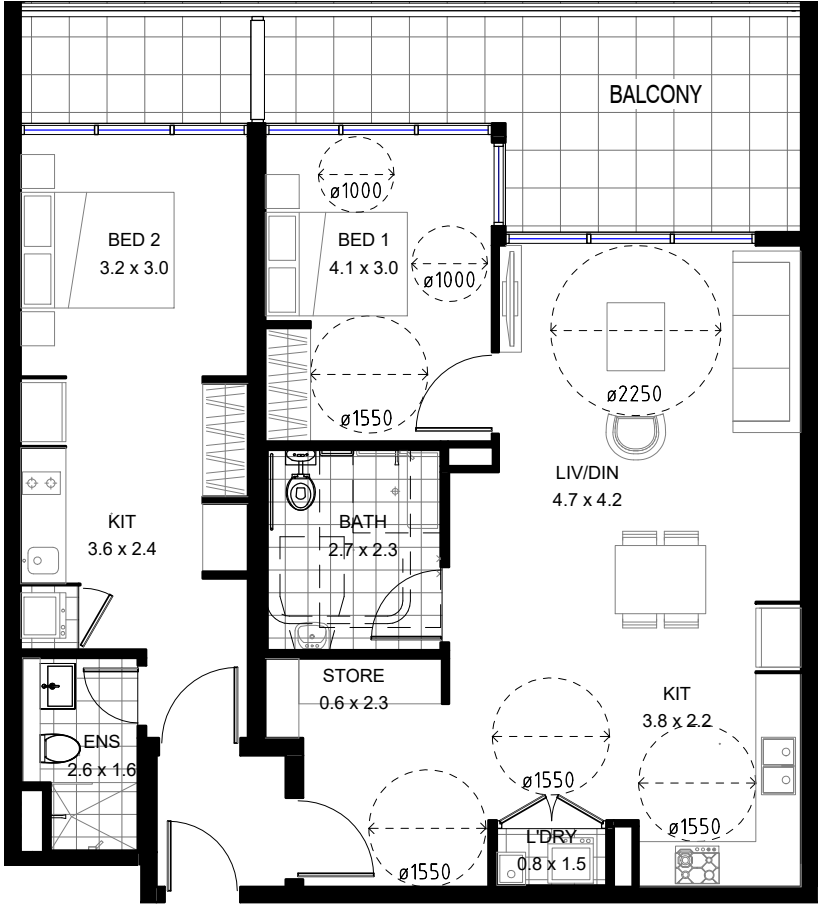 BALCONY
ø1000
BED 2
3.2 x 3.0
BED 1
4.1 x 3.0
ø1000
ø1550
ø2250
LIV/DIN
4.7 x 4.2
KIT
3.6 x 2.4
BATH
2.7 x 2.3
STORE
0.6 x 2.3
KIT
3.8 x 2.2
ENS
2.6 x 1.6
ø1550
ø1550
L'DRY
0.8 x 1.5
ø1550